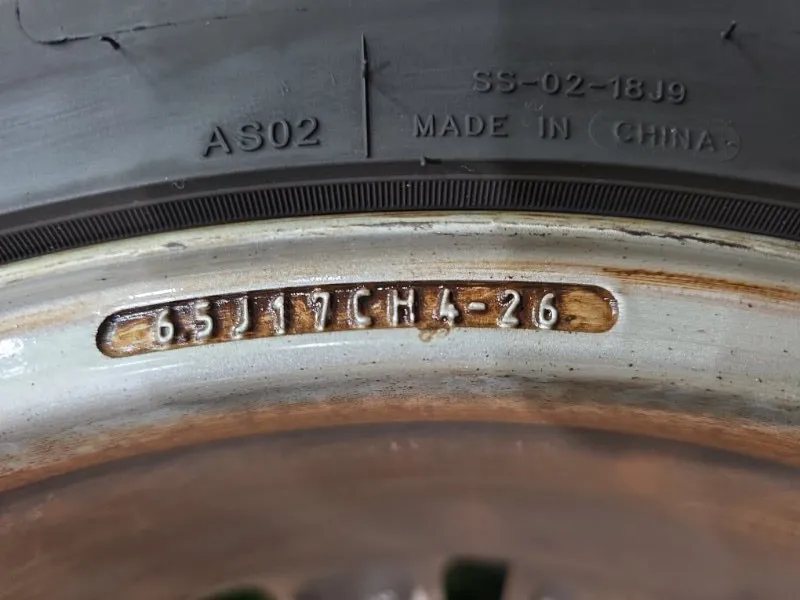 SS-02-18J9
AS02 MADE IN CHINA
65J17CH4-26